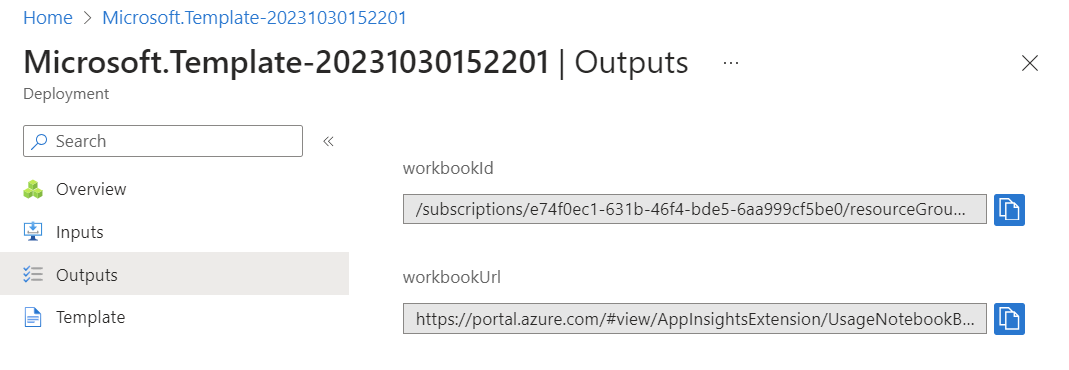 Home > Microsoft.Template-20231030152201
Microsoft.Template-20231030152201 | Outputs ...
Deployment
Search
Overview
Inputs
Outputs
Template
workbookId
/subscriptions/e74f0ec1-631b-46f4-bde5-6aa999cf5be0/resourceGrou...
workbookUrl
https://portal.azure.com/#view/AppInsightsExtension/UsageNotebookB...